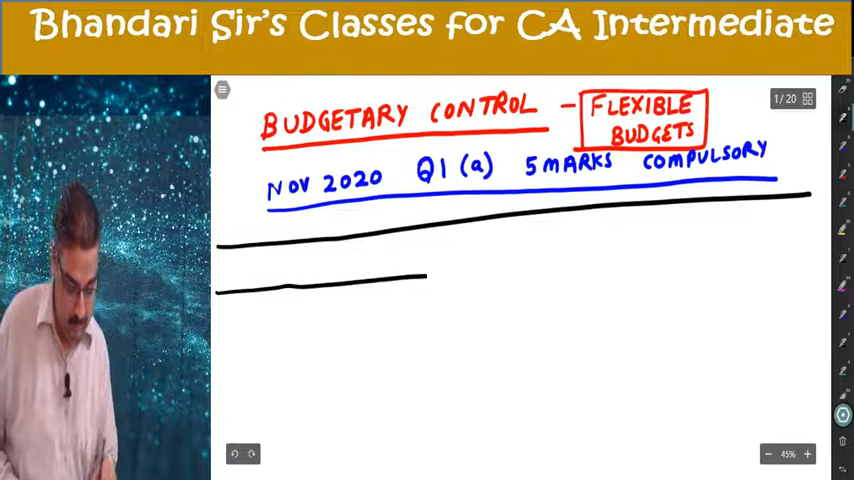 Bhandari Sir's Classes for CA Intermediate
BUDGETARY CONTROL - FLEXIBLE BUDGETS
NOV 2020 Q1 (a) 5 MARKS COMPULSORY
1/20
45%